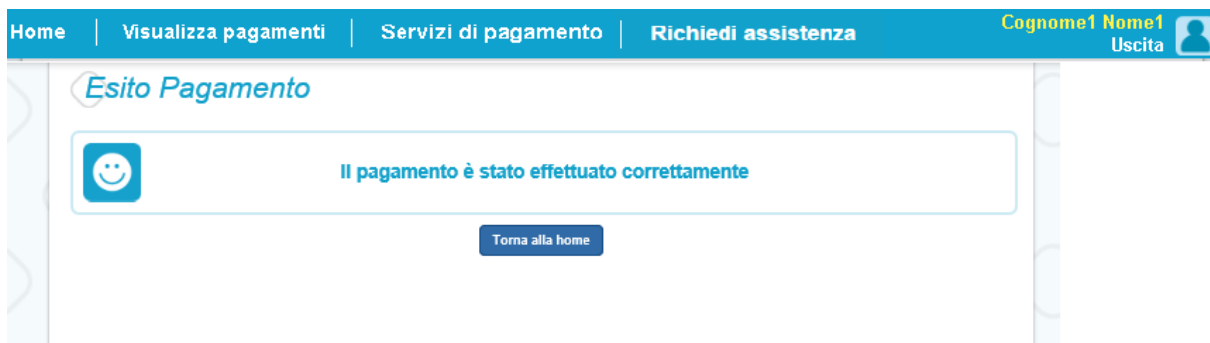 Home | Visualizza pagamenti | Servizi di pagamento | Richiedi assistenza
Cognome1 Nome1
Uscita
Esito Pagamento
Il pagamento è stato effettuato correttamente
Torna alla home